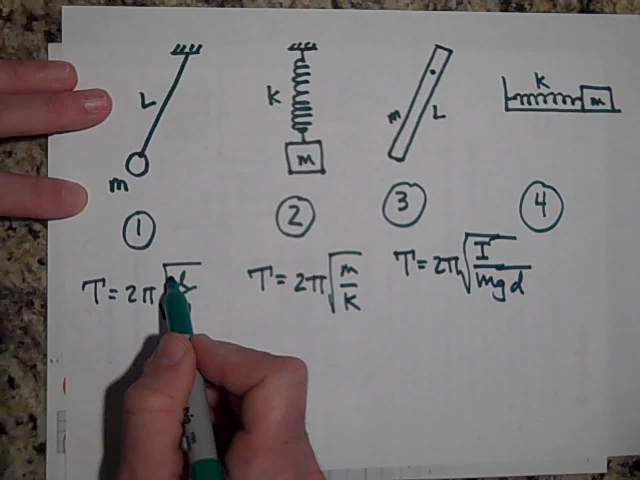 L
m
①
T = 2π√
K
m
②
T = 2π√(m/K)
m
L
③
T = 2π√(I/mgd)
K
m
④